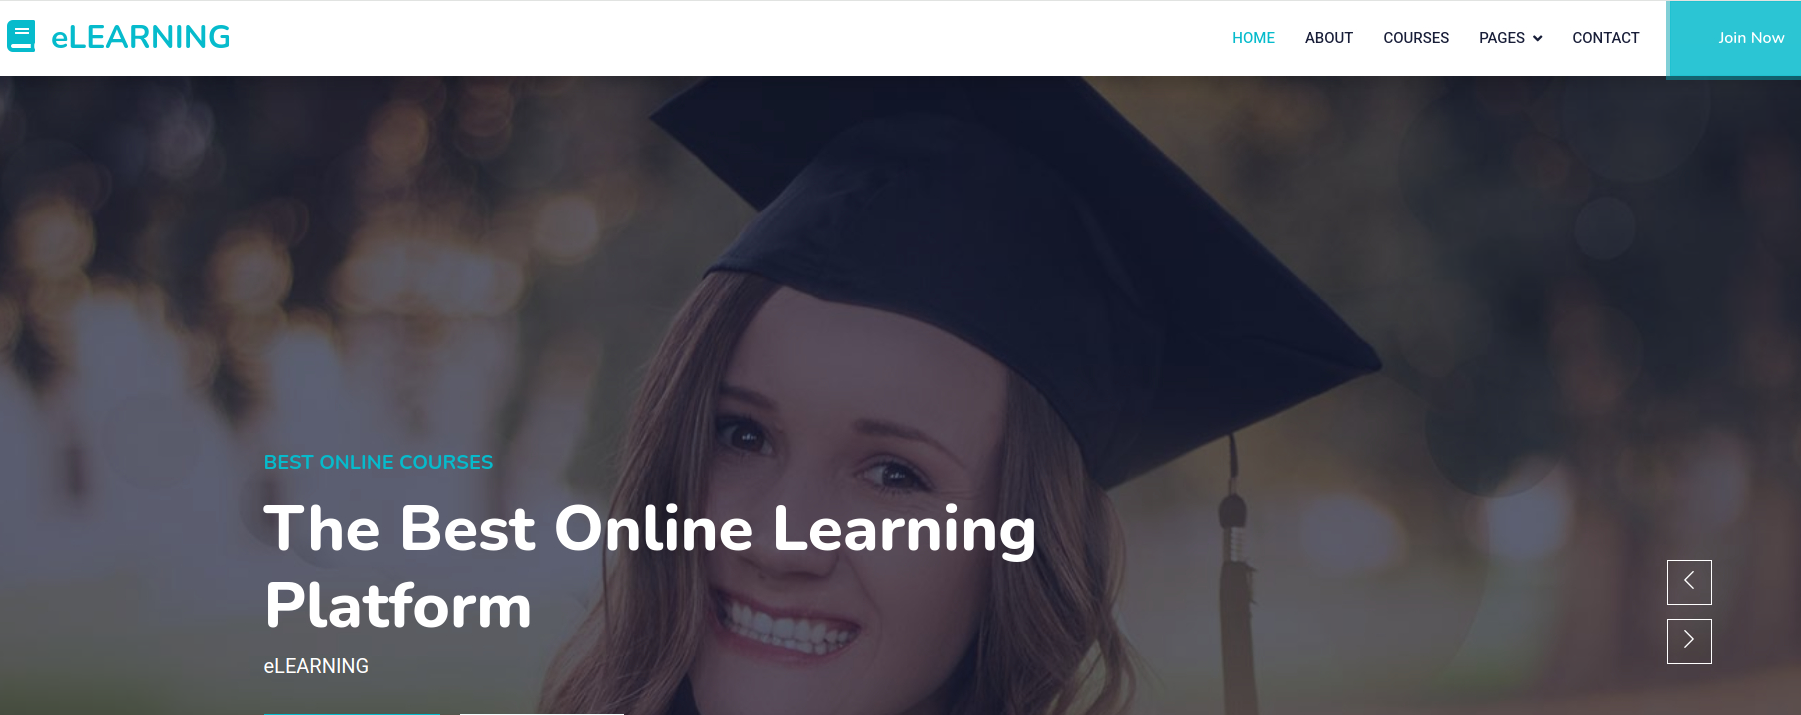 eLEARNING
HOME ABOUT COURSES PAGES CONTACT Join Now
BEST ONLINE COURSES
The Best Online Learning
Platform
eLEARNING